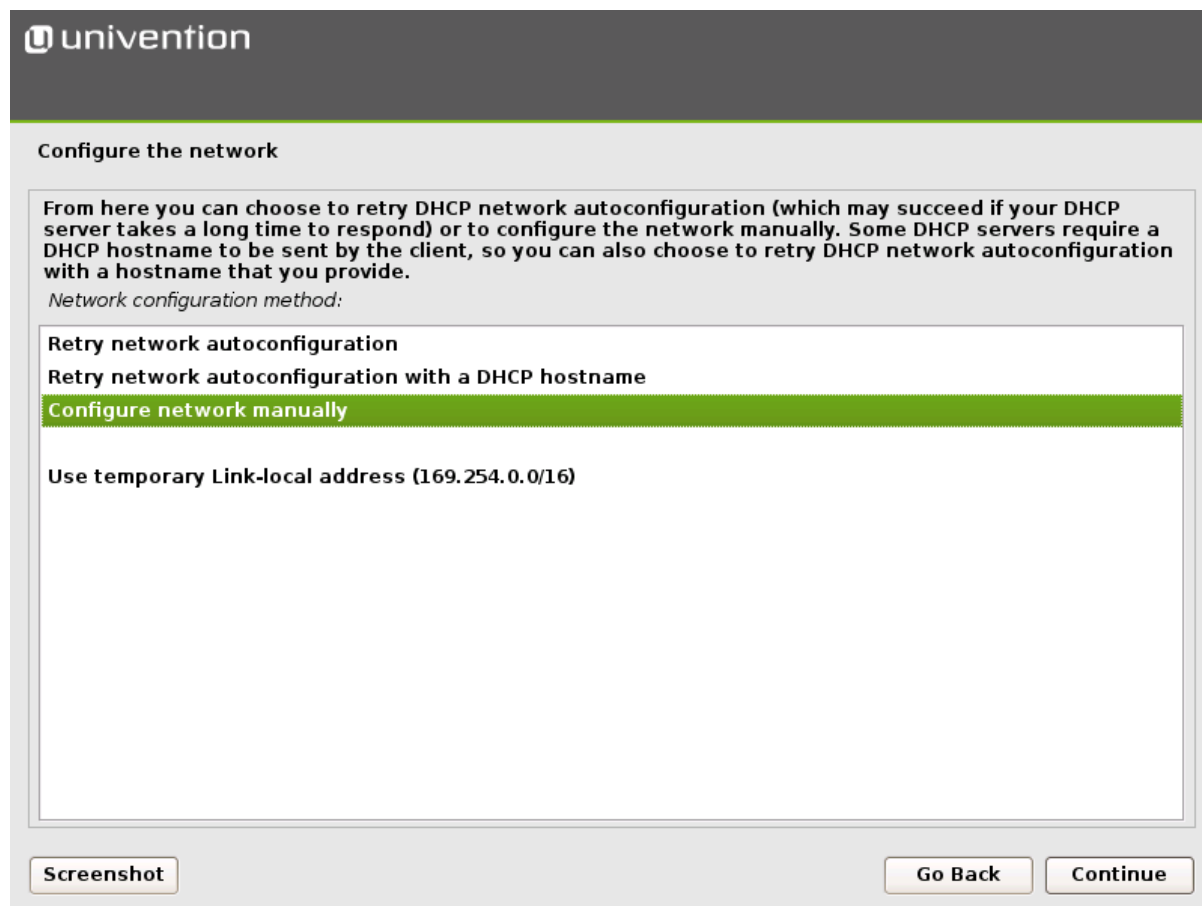 univention
Configure the network
From here you can choose to retry DHCP network autoconfiguration (which may succeed if your DHCP
server takes a long time to respond) or to configure the network manually. Some DHCP servers require a
DHCP hostname to be sent by the client, so you can also choose to retry DHCP network autoconfiguration
with a hostname that you provide.
Network configuration method:
Retry network autoconfiguration
Retry network autoconfiguration with a DHCP hostname
Configure network manually
Use temporary Link-local address (169.254.0.0/16)
Screenshot
Go Back
Continue